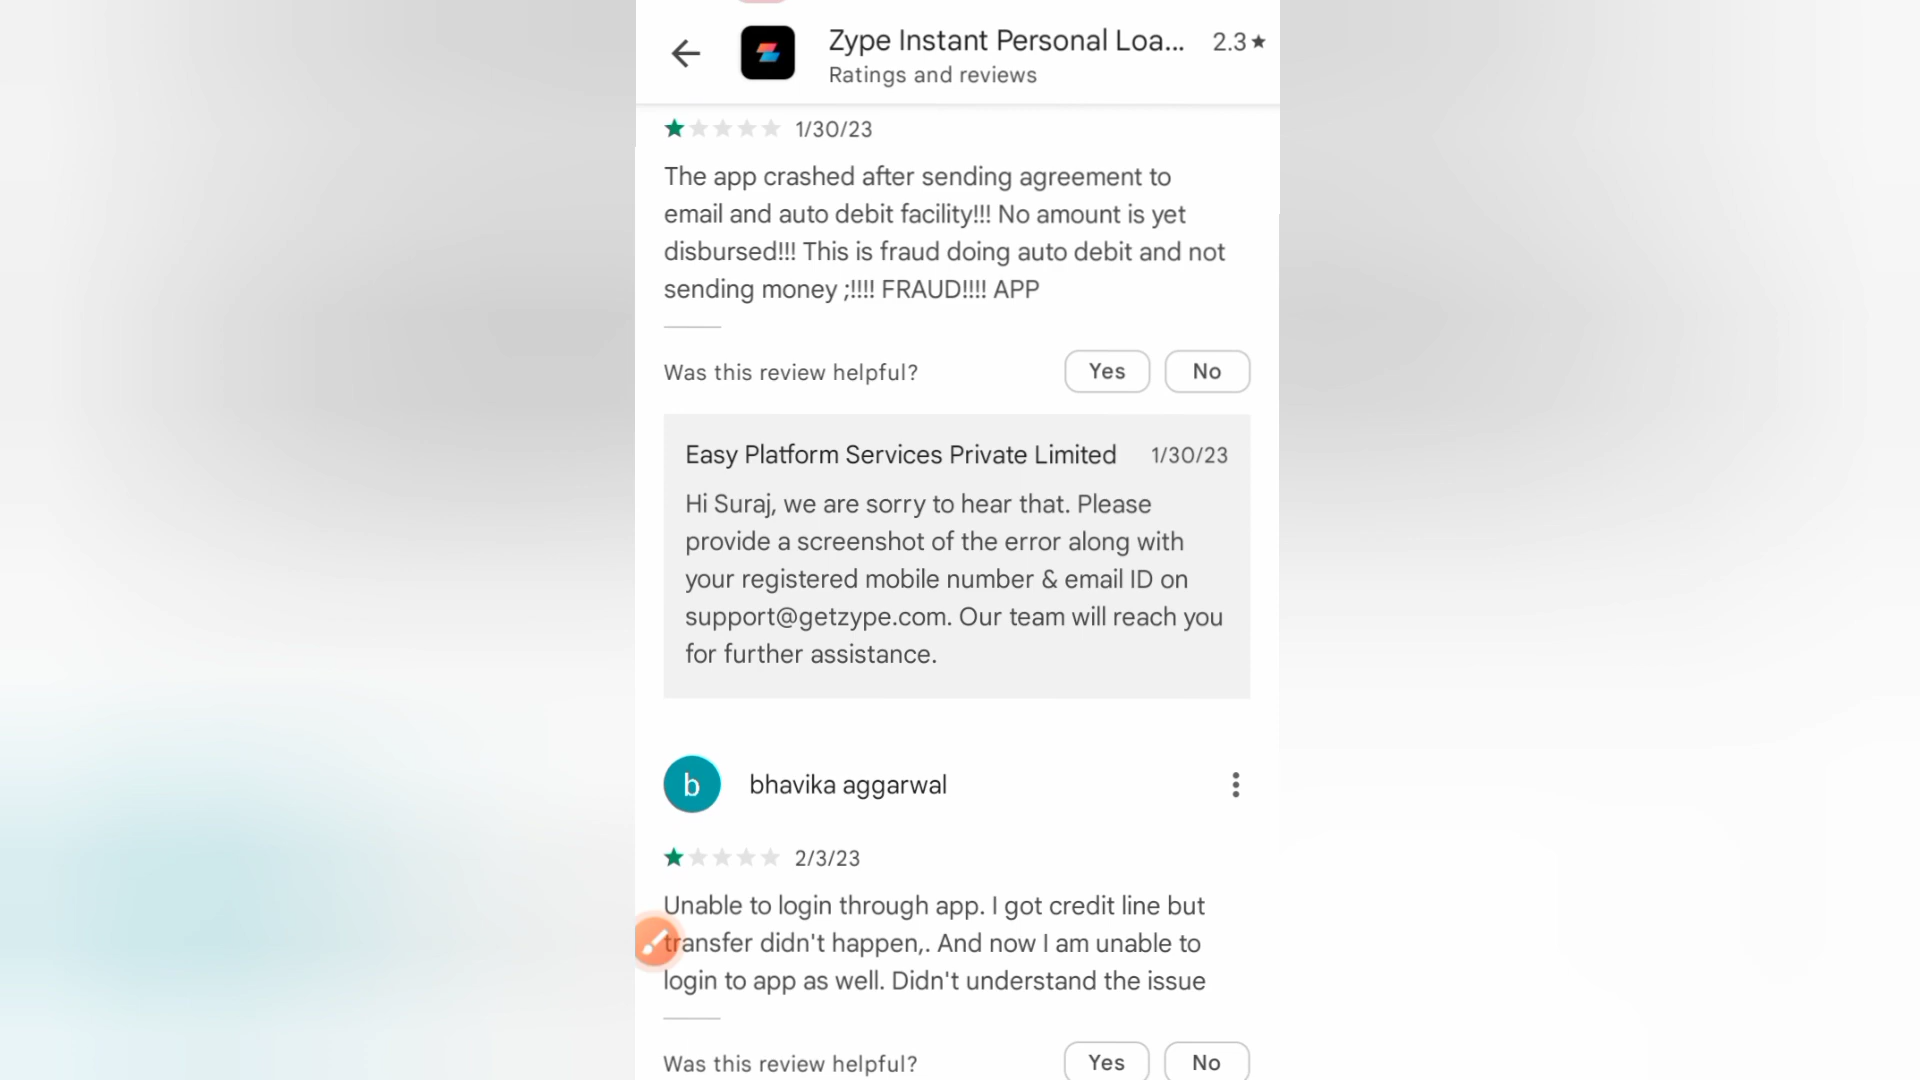 Zype Instant Personal Loa... 2.3★
Ratings and reviews
1/30/23
The app crashed after sending agreement to
email and auto debit facility!!! No amount is yet
disbursed!!! This is fraud doing auto debit and not
sending money ;!!!! FRAUD!!!! APP
Was this review helpful? Yes No
Easy Platform Services Private Limited 1/30/23
Hi Suraj, we are sorry to hear that. Please
provide a screenshot of the error along with
your registered mobile number & email ID on
support@getzype.com. Our team will reach you
for further assistance.
b bhavika aggarwal
2/3/23
Unable to login through app. I got credit line but
transfer didn't happen,. And now I am unable to
login to app as well. Didn't understand the issue
Was this review helpful? Yes No